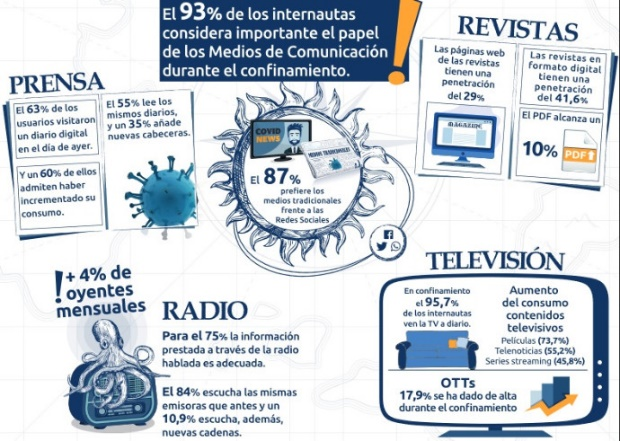 El 93% de los internautas
considera importante el papel
de los Medios de Comunicación
durante el confinamiento.
!
PRENSA
El 63% de los
usuarios visitaron
un diario digital
en el día de ayer.
Y un 60% de ellos
admiten haber
incrementado su
consumo.
El 55% lee los
mismos diarios,
y un 35% añade
nuevas cabeceras.
COVID
NEWS
El 87%
prefiere los
medios tradicionales
frente a las
Redes Sociales
REVISTAS
Las páginas web
de las revistas
tienen una
penetración
del 29%
MAGAZINE
Las revistas en
formato digital
tienen una
penetración
del 41,6%
El PDF alcanza un
10%
PDF
! + 4% de
oyentes
mensuales
RADIO
Para el 75% la información
prestada a través de la radio
hablada es adecuada.
El 84% escucha las mismas
emisoras que antes y un
10,9% escucha, además,
nuevas cadenas.
TELEVISIÓN
En confinamiento
el 95,7%
de los internautas
ven la TV a diario.
Aumento
del consumo
contenidos
televisivos
Películas (73,7%)
Telenoticias (55,2%)
Series streaming (45,8%)
OTTs
17,9% se ha dado de alta
durante el confinamiento